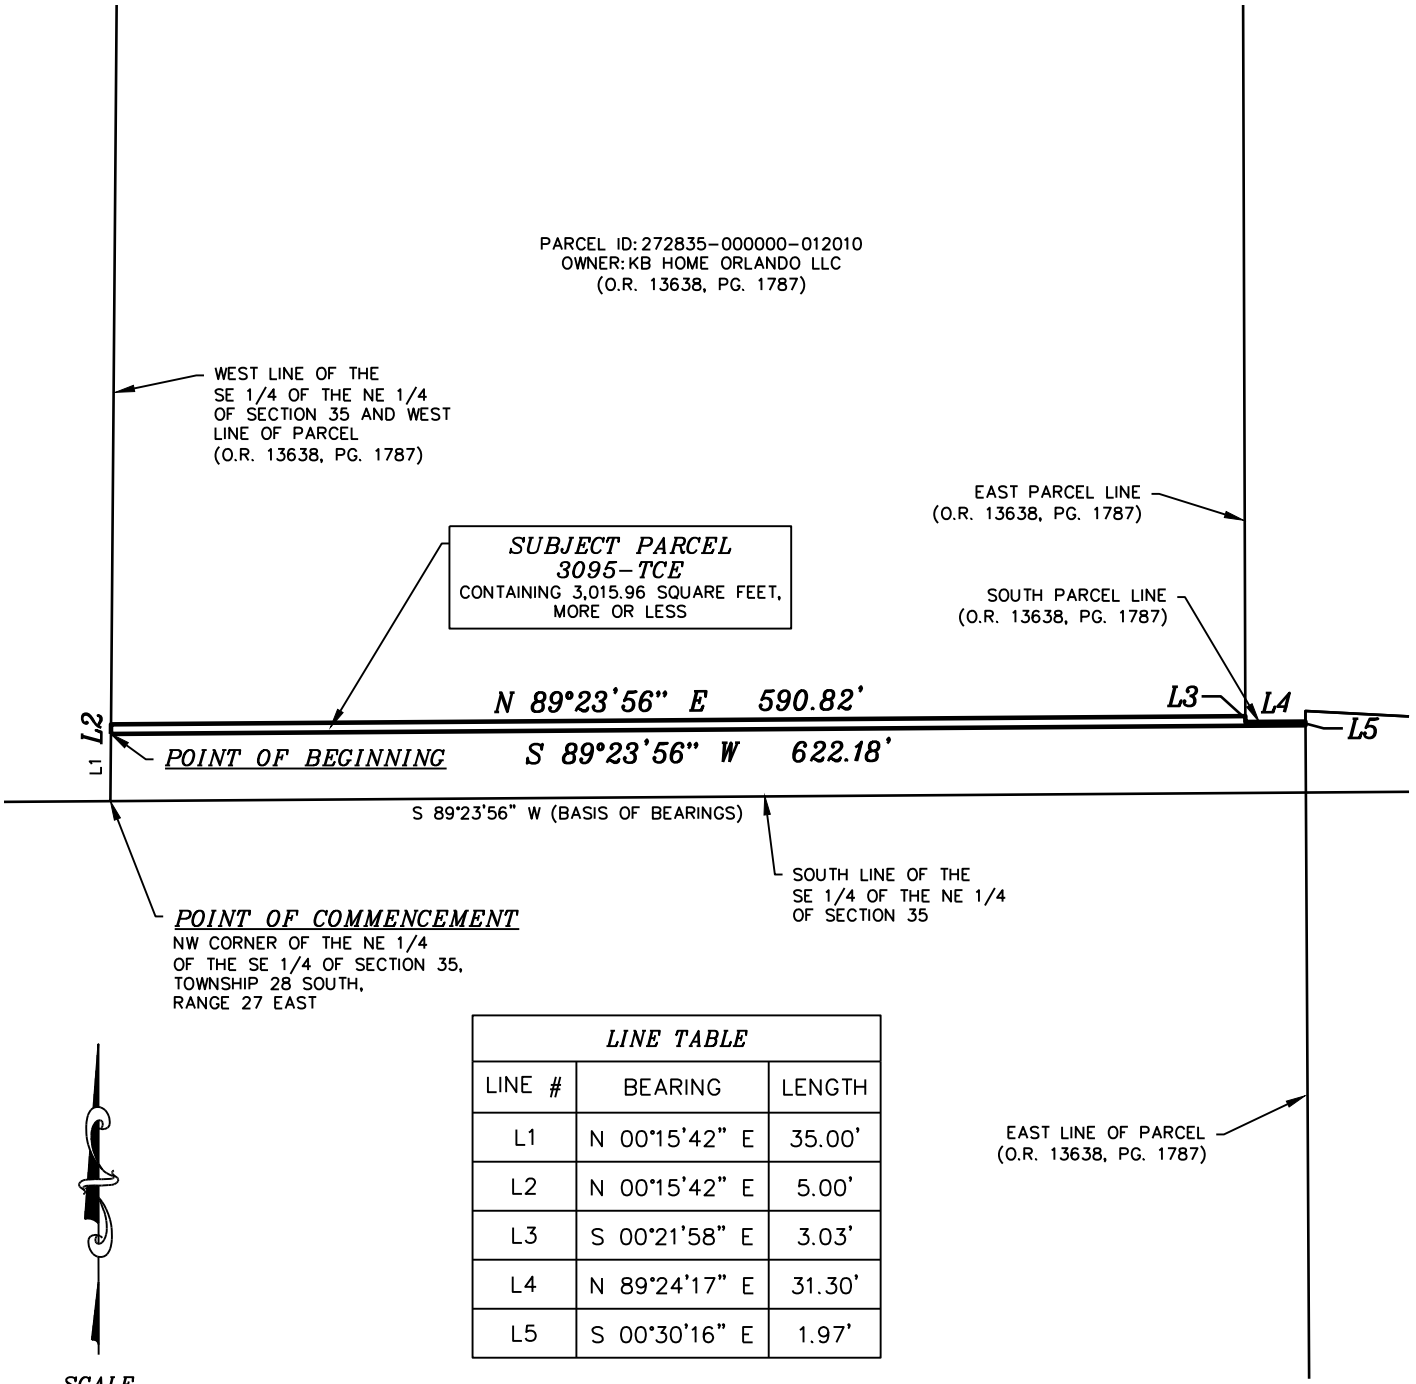 PARCEL ID: 272835-000000-012010
OWNER: KB HOME ORLANDO LLC
(O.R. 13638, PG. 1787)
WEST LINE OF THE
SE 1/4 OF THE NE 1/4
OF SECTION 35 AND WEST
LINE OF PARCEL
(O.R. 13638, PG. 1787)
EAST PARCEL LINE
(O.R. 13638, PG. 1787)
SUBJECT PARCEL
3095-TCE
CONTAINING 3,015.96 SQUARE FEET,
MORE OR LESS
SOUTH PARCEL LINE
(O.R. 13638, PG. 1787)
N 89°23'56" E 590.82'
L3
L4
L5
L2
L1
POINT OF BEGINNING
S 89°23'56" W 622.18'
S 89°23'56" W (BASIS OF BEARINGS)
SOUTH LINE OF THE
SE 1/4 OF THE NE 1/4
OF SECTION 35
POINT OF COMMENCEMENT
NW CORNER OF THE NE 1/4
OF THE SE 1/4 OF SECTION 35,
TOWNSHIP 28 SOUTH,
RANGE 27 EAST
LINE TABLE
LINE # BEARING LENGTH
L1 N 00°15'42" E 35.00'
L2 N 00°15'42" E 5.00'
L3 S 00°21'58" E 3.03'
L4 N 89°24'17" E 31.30'
L5 S 00°30'16" E 1.97'
EAST LINE OF PARCEL
(O.R. 13638, PG. 1787)
SCALE